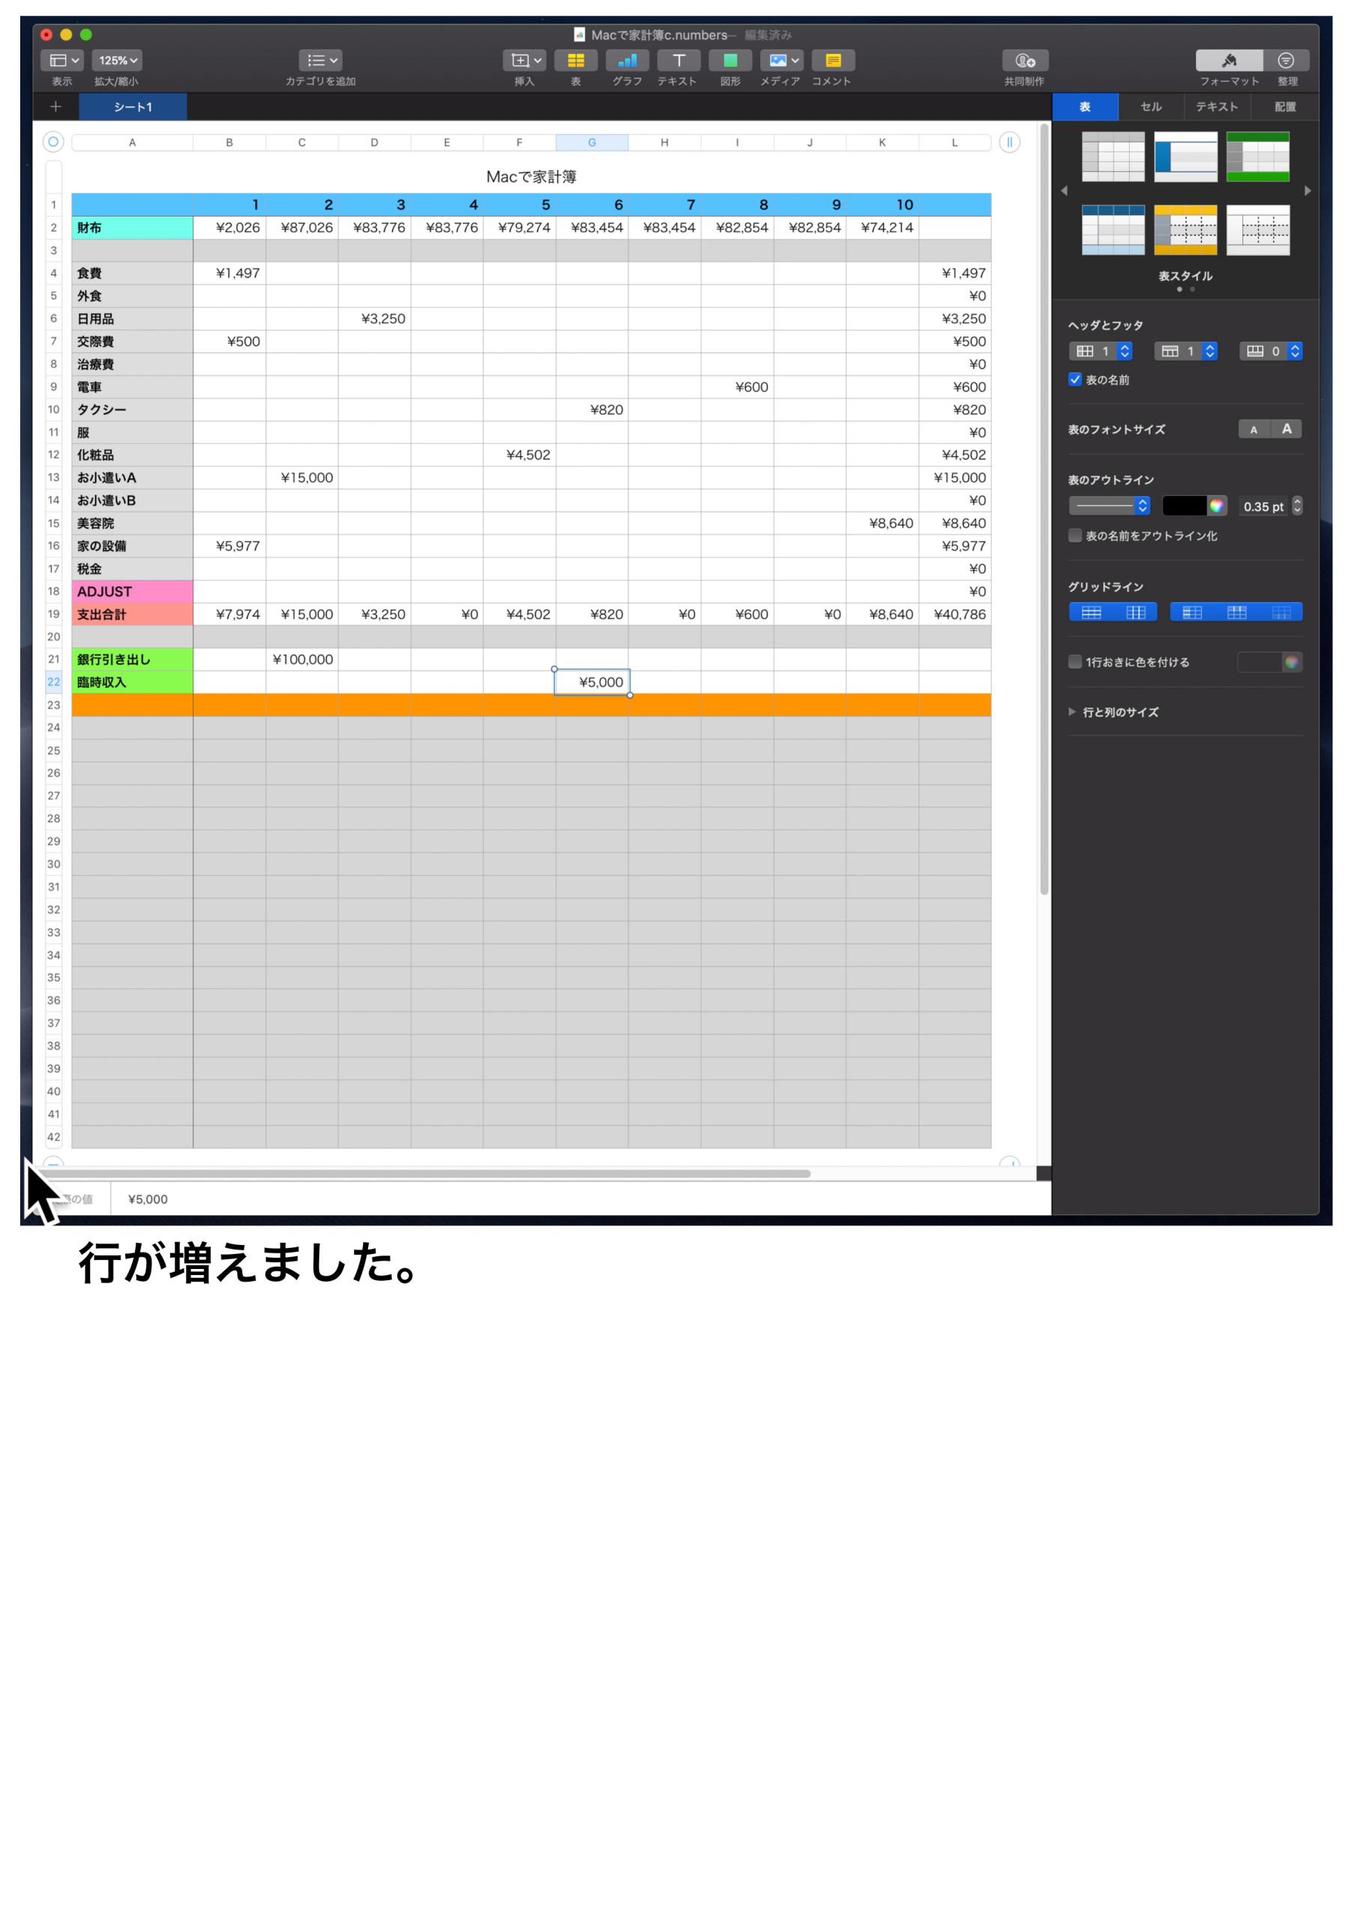 Macで家計簿c.numbers— 編集済み
125%
表示 拡大/縮小 カテゴリを追加 挿入 表 グラフ テキスト 図形 メディア コメント 共同制作 フォーマット 整理
シート1
表 セル テキスト 配置
A B C D E F G H I J K L
Macで家計簿
1 1 2 3 4 5 6 7 8 9 10
2 財布 ¥2,026 ¥87,026 ¥83,776 ¥83,776 ¥79,274 ¥83,454 ¥83,454 ¥82,854 ¥82,854 ¥74,214
3
4 食費 ¥1,497 ¥1,497
5 外食 ¥0
6 日用品 ¥3,250 ¥3,250
7 交際費 ¥500 ¥500
8 治療費 ¥0
9 電車 ¥600 ¥600
10 タクシー ¥820 ¥820
11 服 ¥0
12 化粧品 ¥4,502 ¥4,502
13 お小遣いA ¥15,000 ¥15,000
14 お小遣いB ¥0
15 美容院 ¥8,640 ¥8,640
16 家の設備 ¥5,977 ¥5,977
17 税金 ¥0
18 ADJUST ¥0
19 支出合計 ¥7,974 ¥15,000 ¥3,250 ¥0 ¥4,502 ¥820 ¥0 ¥600 ¥0 ¥8,640 ¥40,786
20
21 銀行引き出し ¥100,000
22 臨時収入 ¥5,000
23
24
25
26
27
28
29
30
31
32
33
34
35
36
37
38
39
40
41
42
の値 ¥5,000
表スタイル
ヘッダとフッタ
1 1 0
表の名前
表のフォントサイズ A A
表のアウトライン
0.35 pt
表の名前をアウトライン化
グリッドライン
1行おきに色を付ける
行と列のサイズ
行が増えました。